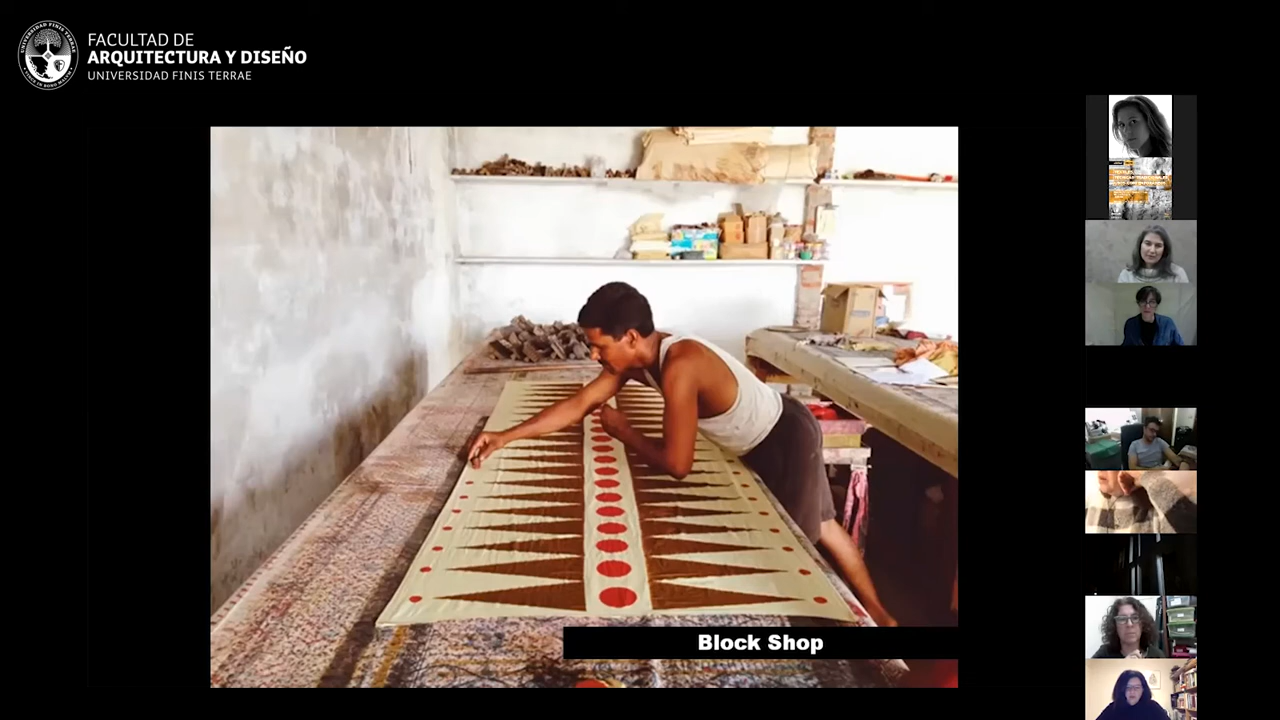 FACULTAD DE
ARQUITECTURA Y DISEÑO
UNIVERSIDAD FINIS TERRAE
Block Shop